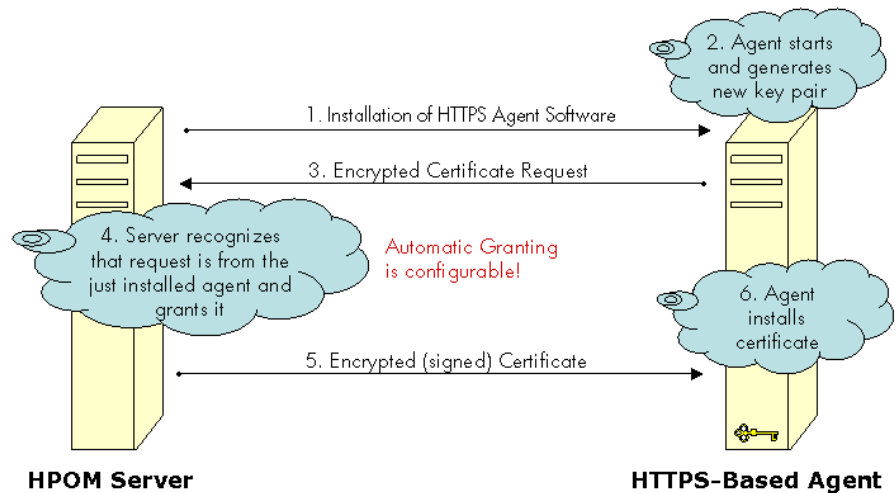 2. Agent starts
and generates
new key pair
1. Installation of HTTPS Agent Software
3. Encrypted Certificate Request
4. Server recognizes
that request is from the
just installed agent and
grants it
Automatic Granting
is configurable!
6. Agent
installs
certificate
5. Encrypted (signed) Certificate
HPOM Server
HTTPS-Based Agent